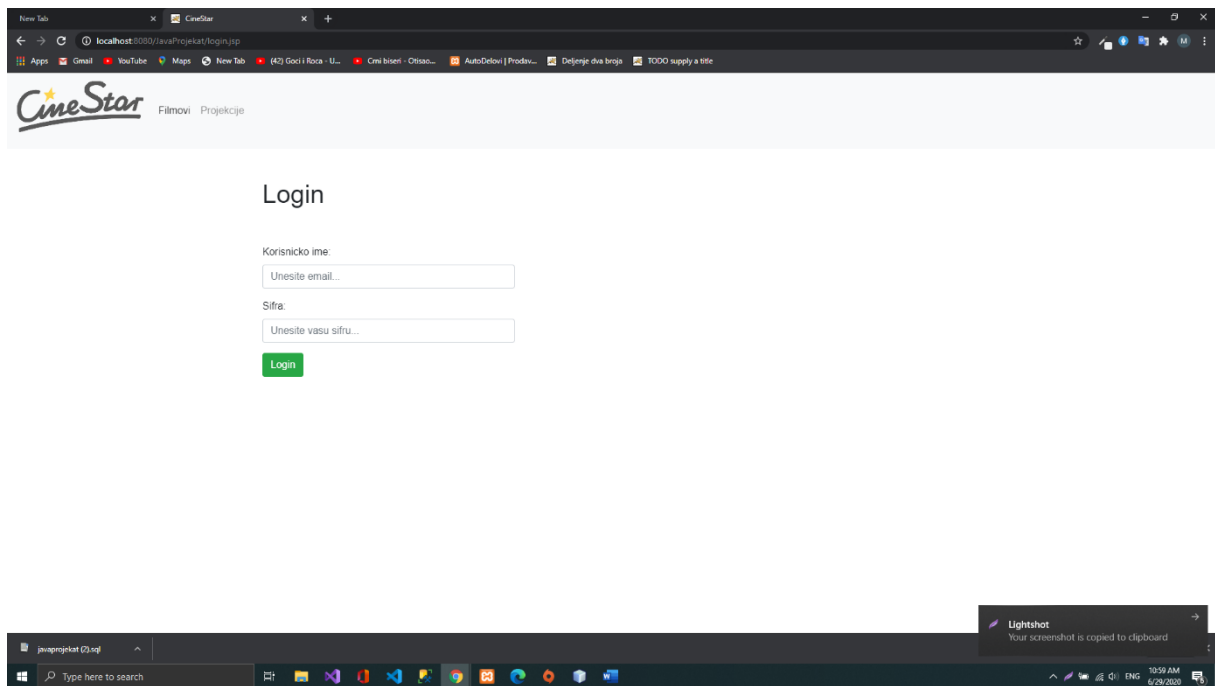 New Tab
CineStar
localhost:8080/JavaProjekat/login.jsp
M
Apps Gmail YouTube Maps New Tab (42) Goci i Roca - U... Crni biseri - Otisao... AutoDelovi | Prodav... Deljenje dva broja TODO supply a title
CineStar
Filmovi Projekcije
Login
Korisnicko ime:
Unesite email...
Sifra:
Unesite vasu sifru...
Login
Lightshot
Your screenshot is copied to clipboard
javaprojekat (2).sql
Type here to search
ENG
10:59 AM
6/29/2020